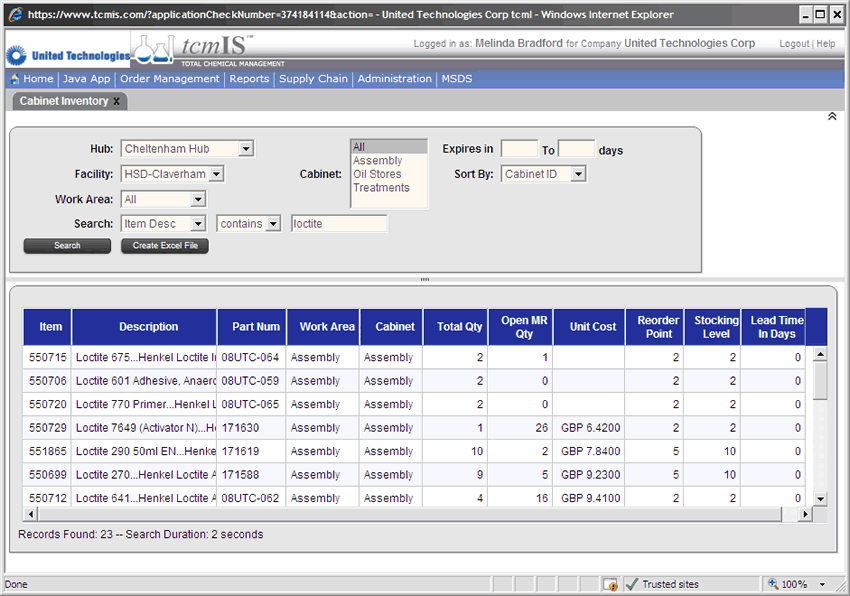 https://www.tcmis.com/?applicationCheckNumber=374184114&action= - United Technologies Corp tcmI - Windows Internet Explorer
United Technologies tcmIS TOTAL CHEMICAL MANAGEMENT
Logged in as: Melinda Bradford for Company United Technologies Corp Logout | Help
Home Java App Order Management Reports Supply Chain Administration MSDS
Cabinet Inventory x
Hub: Cheltenham Hub
Facility: HSD-Claverham
Work Area: All
Search: Item Desc contains loctite
Cabinet: All
Assembly
Oil Stores
Treatments
Expires in To days
Sort By: Cabinet ID
Search Create Excel File
Item Description Part Num Work Area Cabinet Total Qty Open MR Qty Unit Cost Reorder Point Stocking Level Lead Time In Days
550715 Loctite 675...Henkel Loctite 08UTC-064 Assembly Assembly 2 1 2 2 0
550706 Loctite 601 Adhesive, Anaero 08UTC-059 Assembly Assembly 2 0 2 2 0
550720 Loctite 770 Primer...Henkel L 08UTC-065 Assembly Assembly 2 0 2 2 0
550729 Loctite 7649 (Activator N)...He 171630 Assembly Assembly 1 26 GBP 6.4200 2 2 0
551865 Loctite 290 50ml EN...Henke 171619 Assembly Assembly 10 2 GBP 7.8400 5 10 0
550699 Loctite 270...Henkel Loctite A 171588 Assembly Assembly 9 5 GBP 9.2300 5 10 0
550712 Loctite 641...Henkel Loctite A 08UTC-062 Assembly Assembly 4 16 GBP 9.4100 2 2 0
Records Found: 23 -- Search Duration: 2 seconds
Done Trusted sites 100%